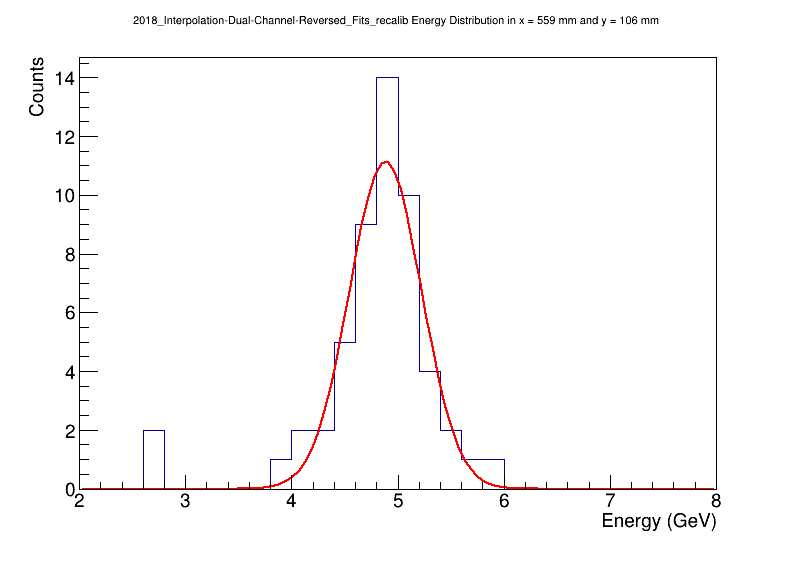 2018_Interpolation-Dual-Channel-Reversed_Fits_recalib Energy Distribution in x = 559 mm and y = 106 mm
Counts
14
12
10
8
6
4
2
0
2 3 4 5 6 7 8
Energy (GeV)